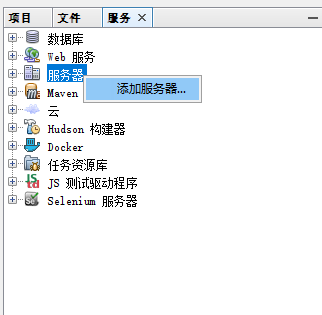 项目 文件 服务
数据库
Web 服务
服务器
添加服务器...
Maven
云
Hudson 构建器
Docker
任务资源库
JS 测试驱动程序
Selenium 服务器